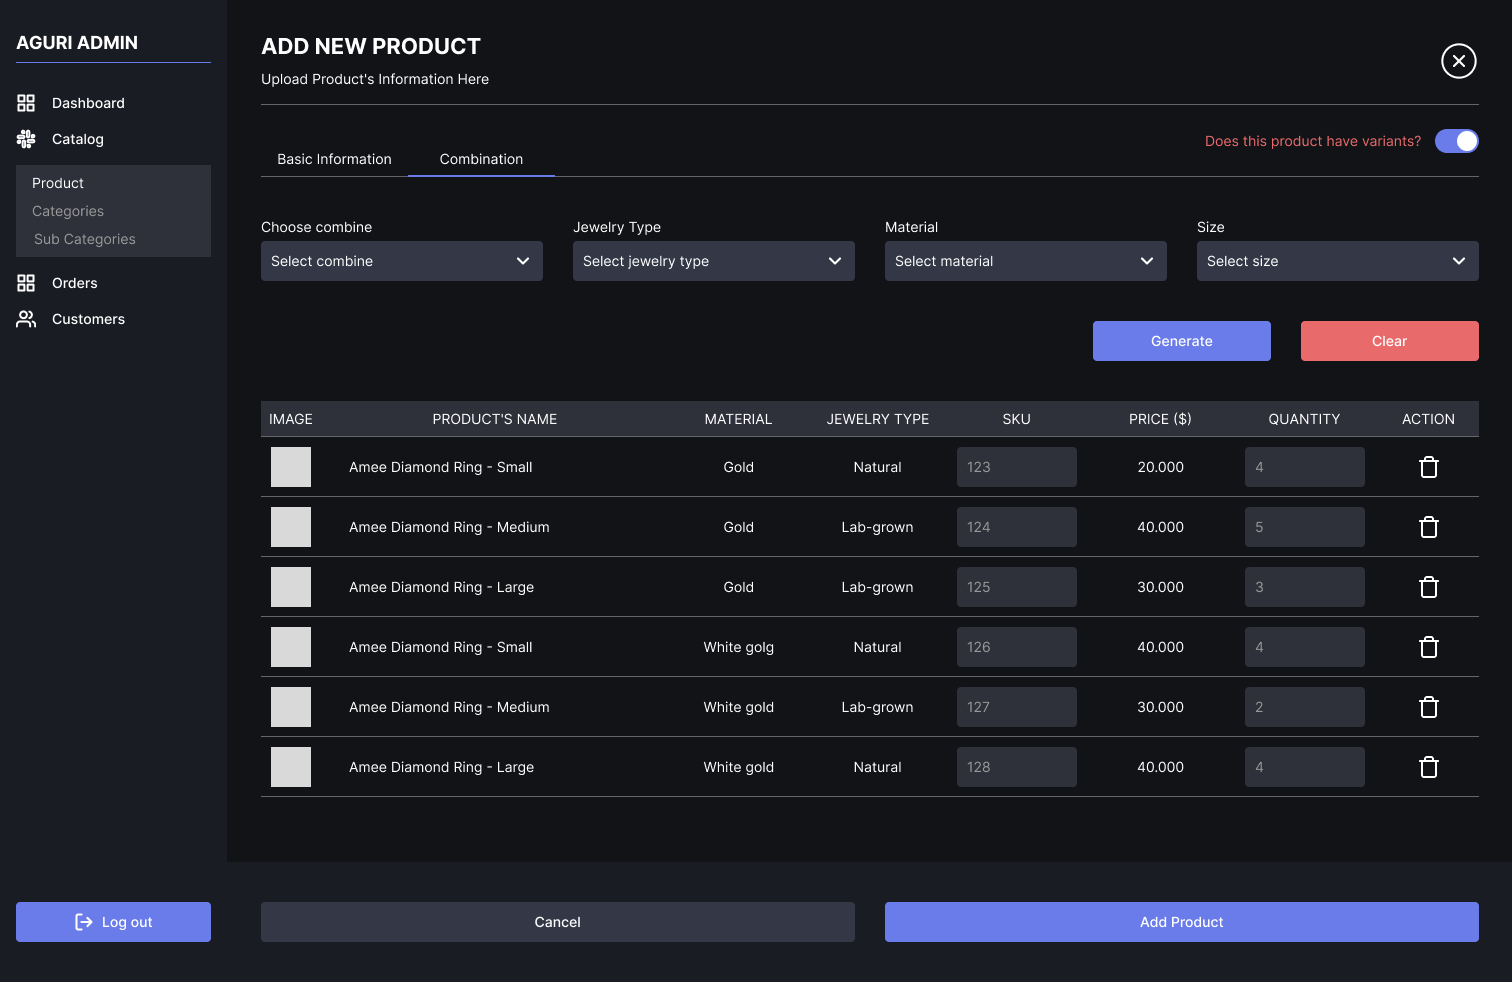 AGURI ADMIN
Dashboard
Catalog
Product
Categories
Sub Categories
Orders
Customers
Log out
ADD NEW PRODUCT
Upload Product's Information Here
Does this product have variants?
Basic Information Combination
Choose combine Jewelry Type Material Size
Select combine Select jewelry type Select material Select size
Generate Clear
IMAGE PRODUCT'S NAME MATERIAL JEWELRY TYPE SKU PRICE ($) QUANTITY ACTION
Amee Diamond Ring - Small Gold Natural 123 20.000 4
Amee Diamond Ring - Medium Gold Lab-grown 124 40.000 5
Amee Diamond Ring - Large Gold Lab-grown 125 30.000 3
Amee Diamond Ring - Small White golg Natural 126 40.000 4
Amee Diamond Ring - Medium White gold Lab-grown 127 30.000 2
Amee Diamond Ring - Large White gold Natural 128 40.000 4
Cancel Add Product